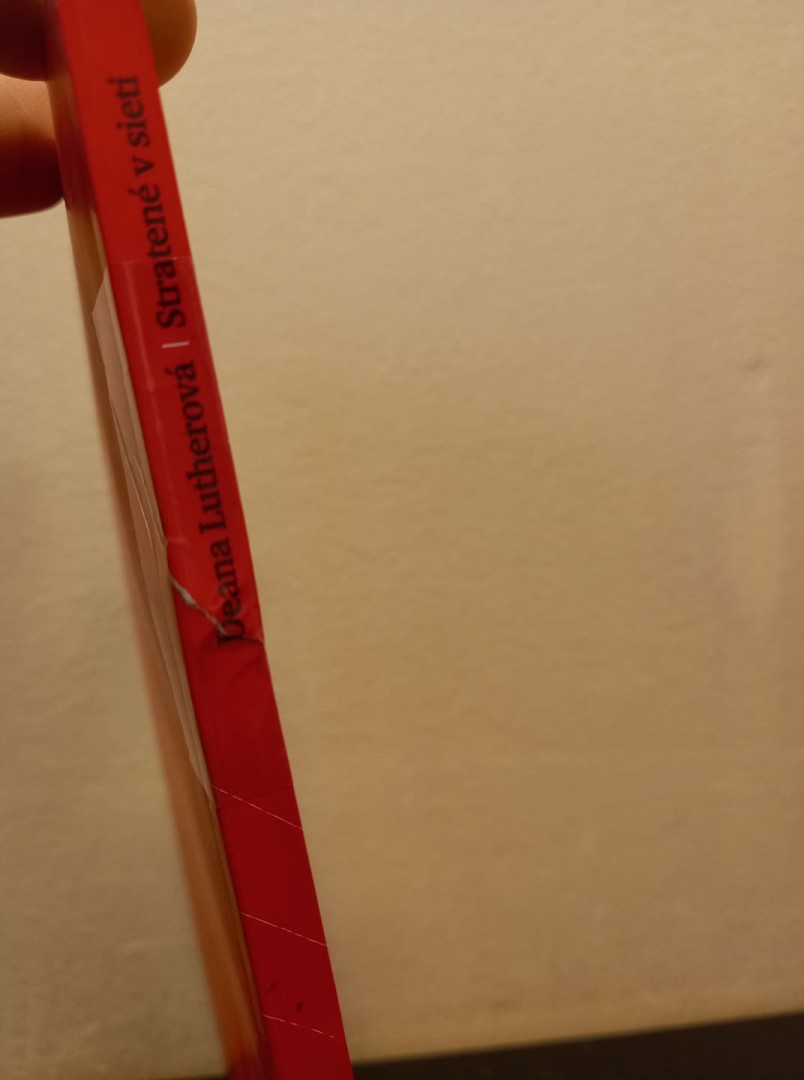 Deana Lutherová | Stratené v sieti